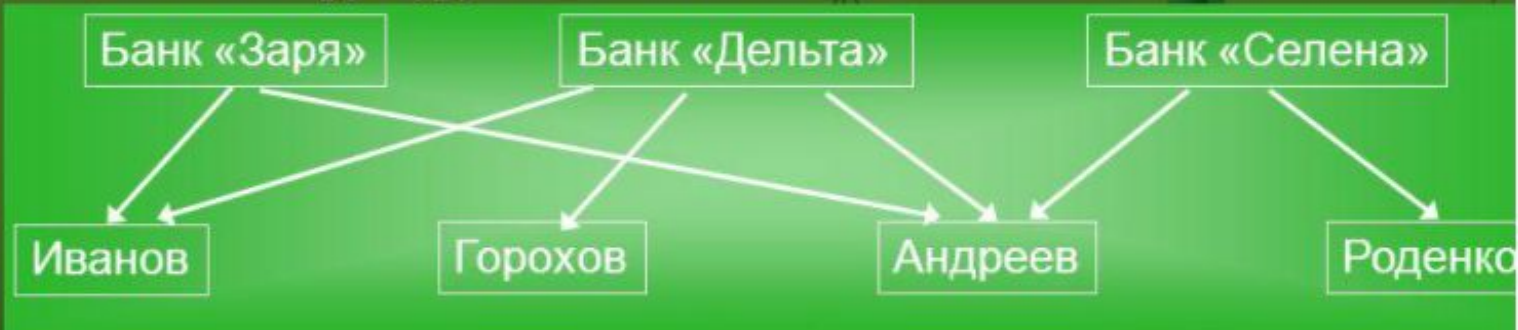 Банк «Заря» Банк «Дельта» Банк «Селена»
Иванов Горохов Андреев Роденко